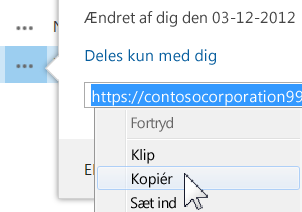 Ændret af dig den 03-12-2012
Deles kun med dig
https://contosocorporation99
Fortryd
Klip
Kopiér
Sæt ind